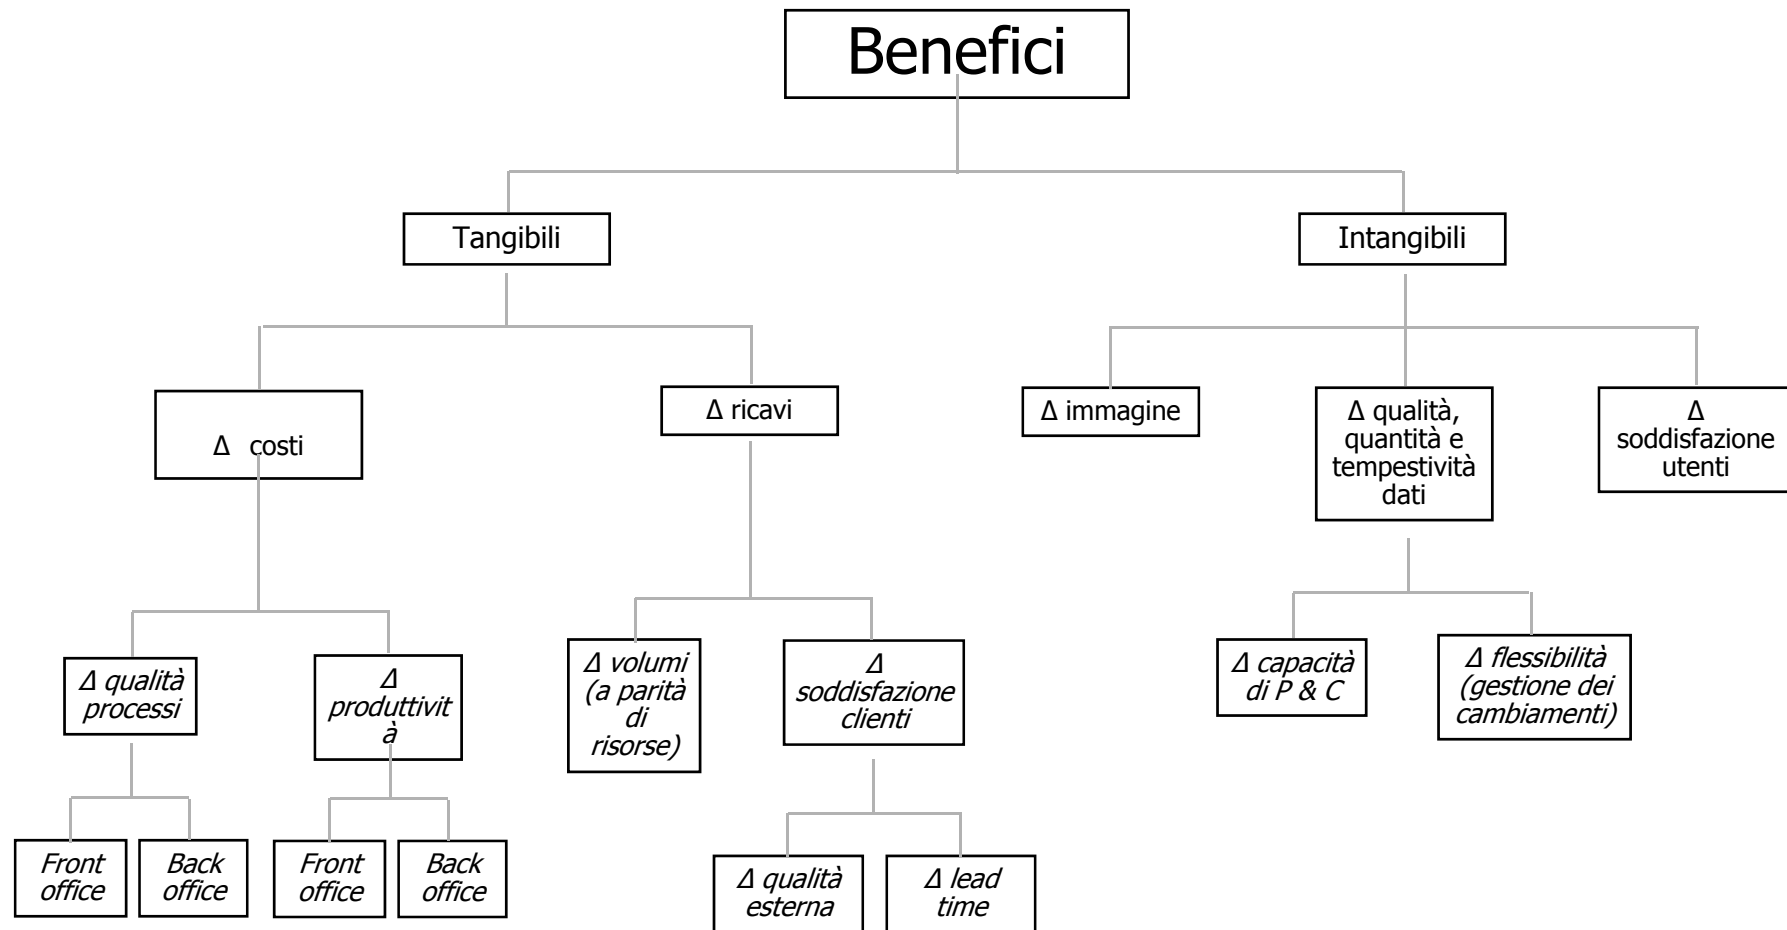 Benefici
Tangibili
Intangibili
Δ costi
Δ ricavi
Δ immagine
Δ qualità,
quantità e
tempestività
dati
Δ
soddisfazione
utenti
Δ qualità
processi
Δ
produttivit
à
Δ volumi
(a parità
di
risorse)
Δ
soddisfazione
clienti
Δ capacità
di P & C
Δ flessibilità
(gestione dei
cambiamenti)
Front
office
Back
office
Front
office
Back
office
Δ qualità
esterna
Δ lead
time